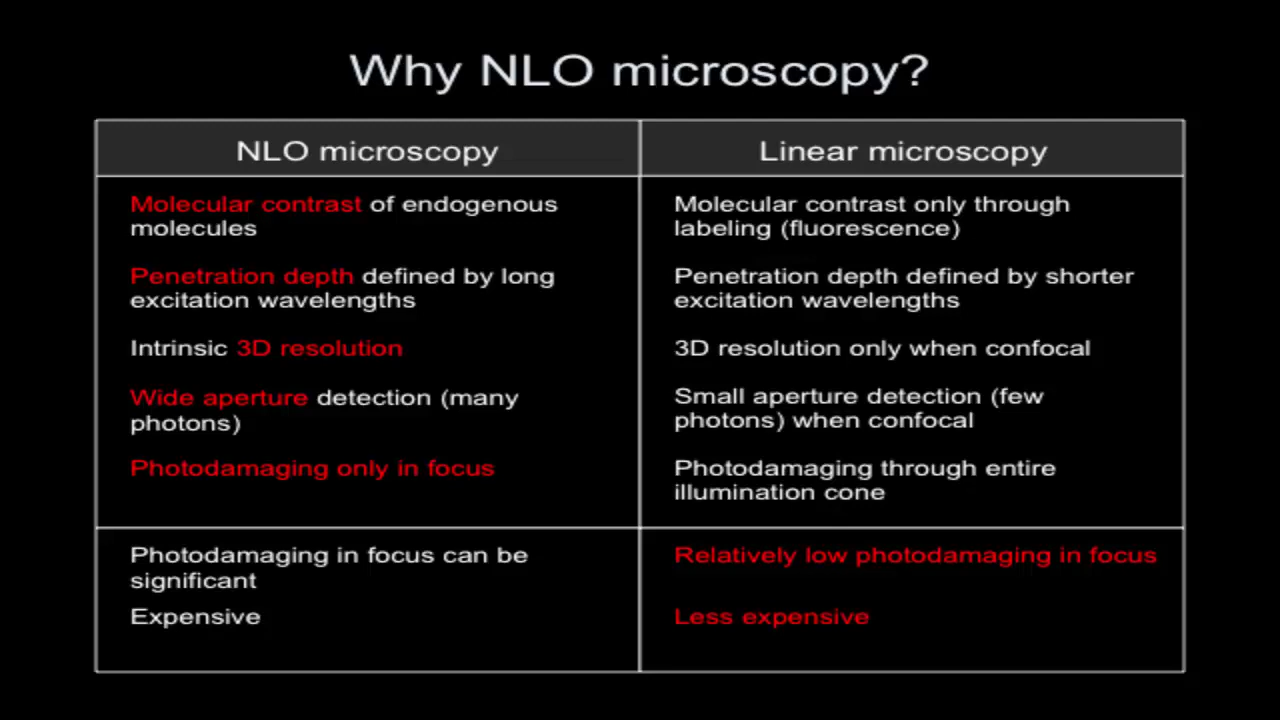 Why NLO microscopy?
NLO microscopy
Linear microscopy
Molecular contrast of endogenous
molecules
Molecular contrast only through
labeling (fluorescence)
Penetration depth defined by long
excitation wavelengths
Penetration depth defined by shorter
excitation wavelengths
Intrinsic 3D resolution
3D resolution only when confocal
Wide aperture detection (many
photons)
Small aperture detection (few
photons) when confocal
Photodamaging only in focus
Photodamaging through entire
illumination cone
Photodamaging in focus can be
significant
Relatively low photodamaging in focus
Expensive
Less expensive